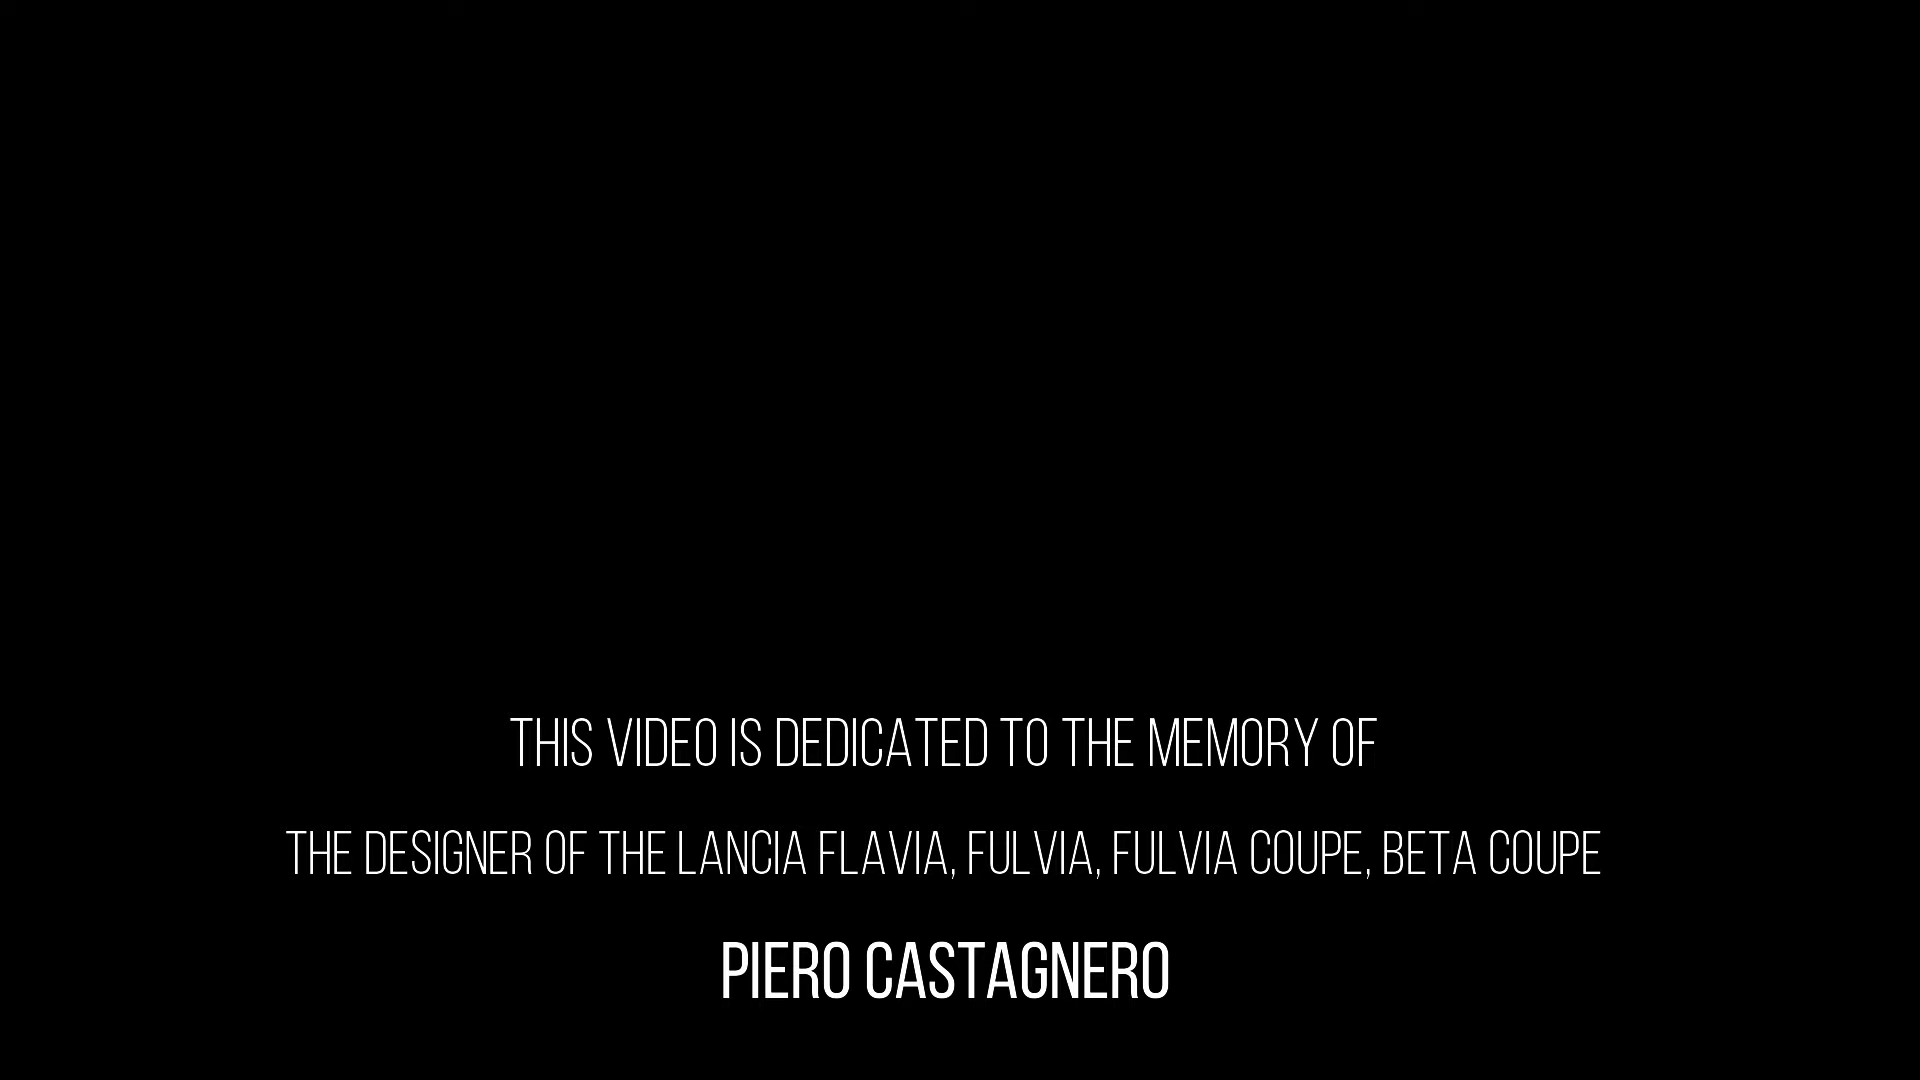 THIS VIDEO IS DEDICATED TO THE MEMORY OF
THE DESIGNER OF THE LANCIA FLAVIA, FULVIA, FULVIA COUPE, BETA COUPE
PIERO CASTAGNERO